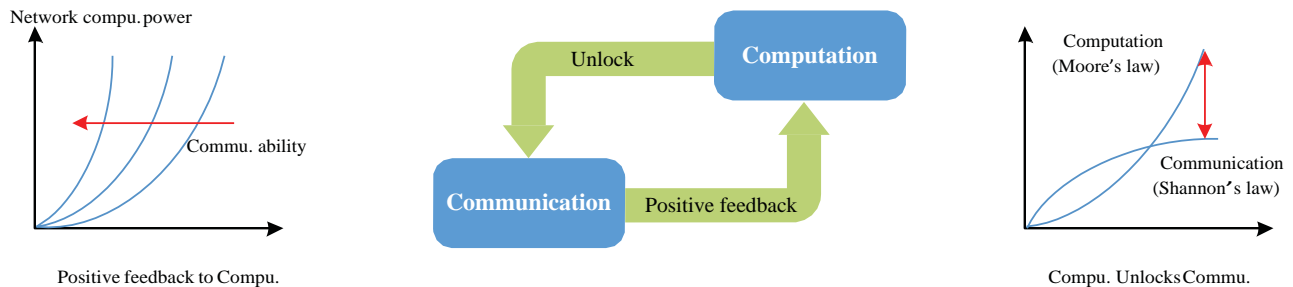 Network compu. power
Commu. ability
Positive feedback to Compu.
Computation
Unlock
Communication
Positive feedback
Computation
(Moore's law)
Communication
(Shannon's law)
Compu. Unlocks Commu.